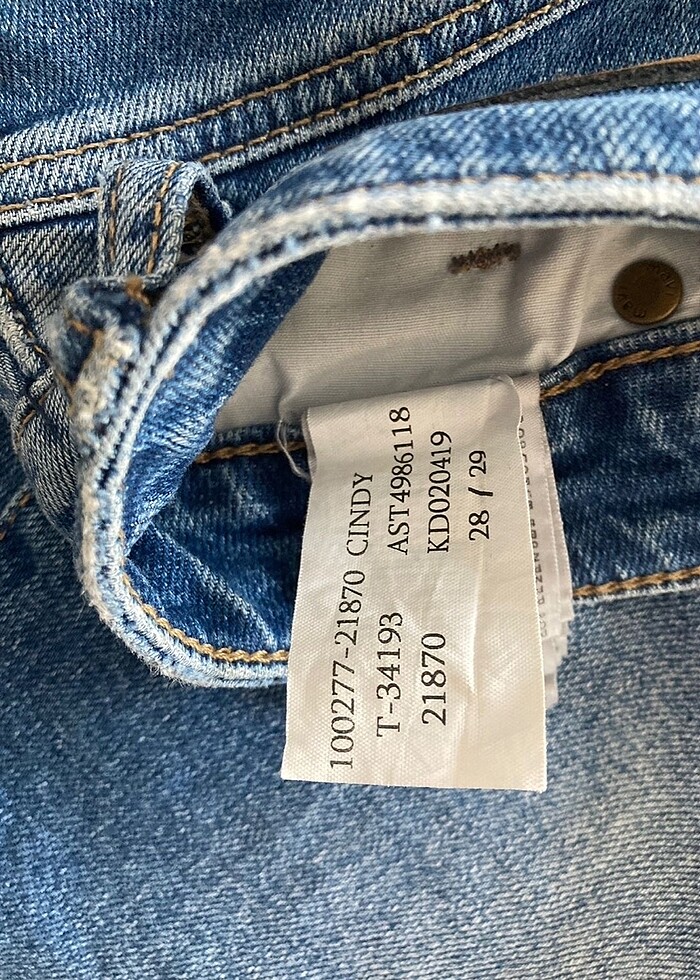 100277-21870 CINDY
T-34193 AST4986118
21870 KD020419
28 / 29